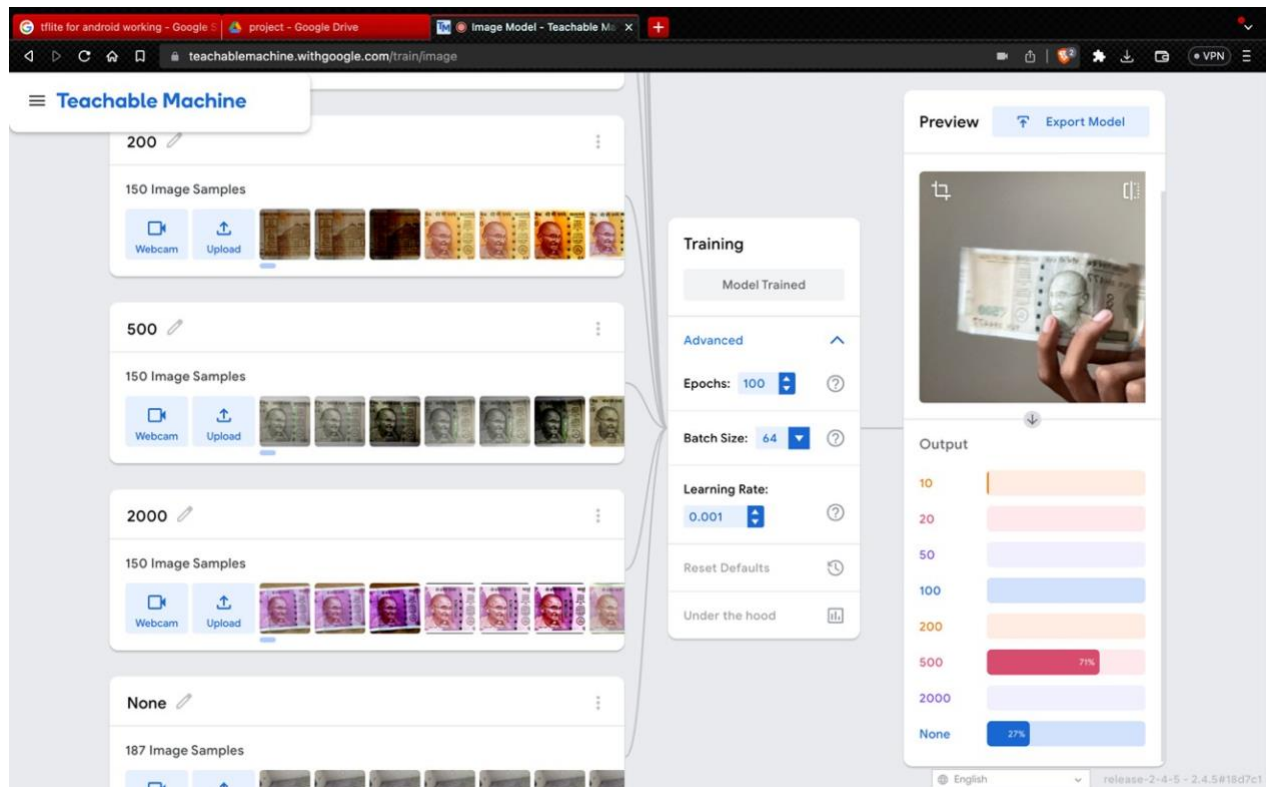 tflite for android working - Google S
project - Google Drive
Image Model - Teachable Ma
teachablemachine.withgoogle.com/train/image
2
VPN
Teachable Machine
200
150 Image Samples
Webcam
Upload
500
150 Image Samples
Webcam
Upload
2000
150 Image Samples
Webcam
Upload
None
187 Image Samples
Training
Model Trained
Advanced
Epochs: 100
Batch Size: 64
Learning Rate:
0.001
Reset Defaults
Under the hood
Preview
Export Model
Output
10
20
50
100
200
500 71%
2000
None 27%
English
release-2-4-5 - 2.4.5#18d7c1